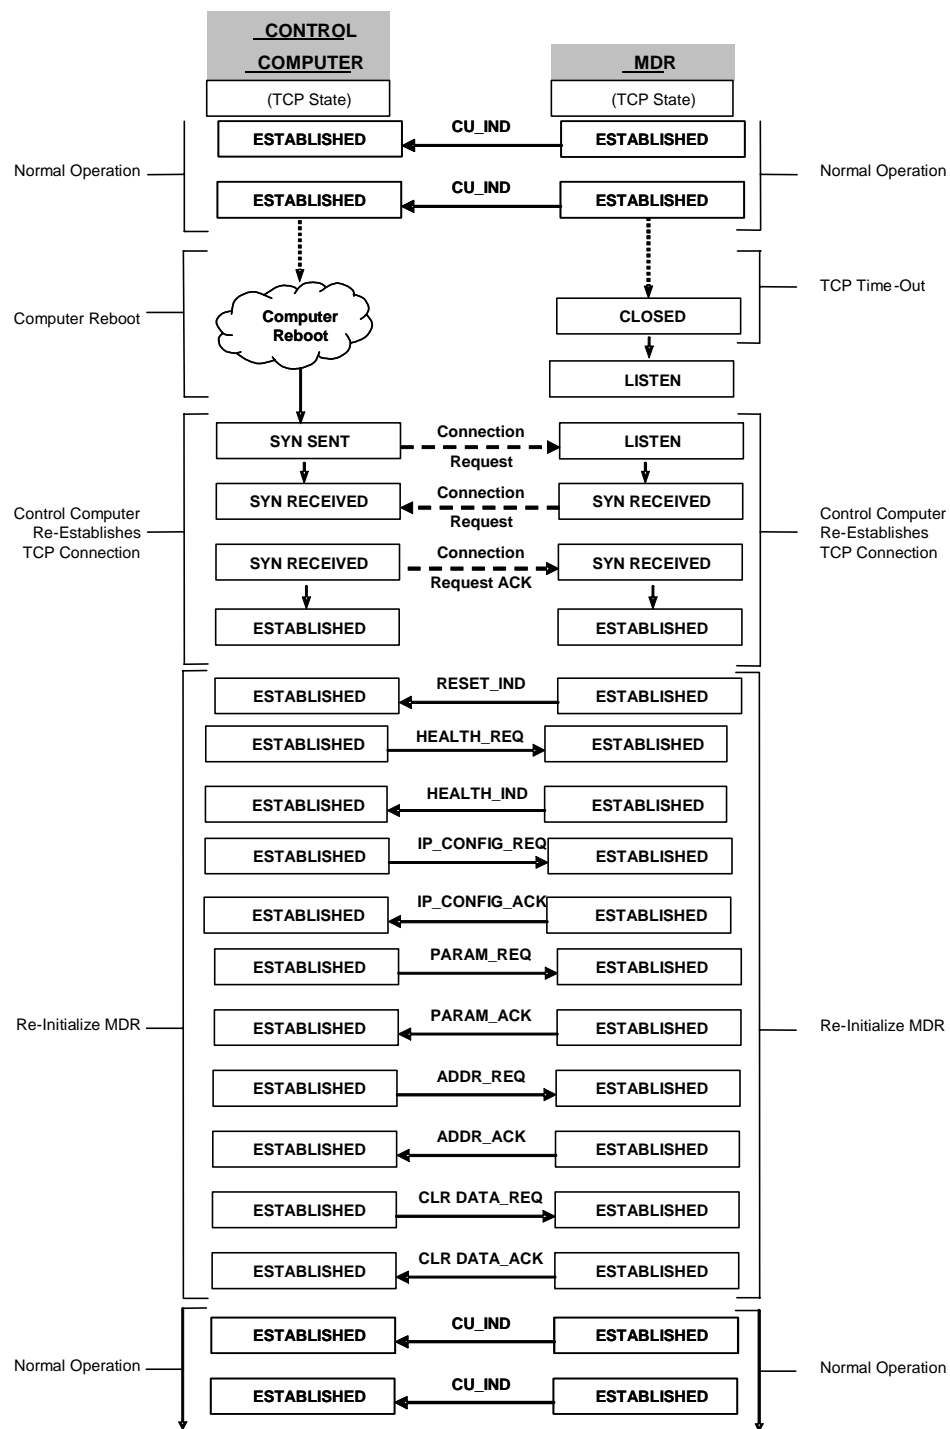 CONTROL
COMPUTER
MDR
(TCP State)
(TCP State)
ESTABLISHED
CU_IND
ESTABLISHED
Normal Operation
Normal Operation
ESTABLISHED
CU_IND
ESTABLISHED
TCP Time-Out
Computer Reboot
Computer
Reboot
CLOSED
LISTEN
SYN SENT
Connection
Request
LISTEN
SYN RECEIVED
Connection
Request
SYN RECEIVED
Control Computer
Re-Establishes
TCP Connection
Control Computer
Re-Establishes
TCP Connection
SYN RECEIVED
Connection
Request ACK
SYN RECEIVED
ESTABLISHED
ESTABLISHED
ESTABLISHED
RESET_IND
ESTABLISHED
ESTABLISHED
HEALTH_REQ
ESTABLISHED
ESTABLISHED
HEALTH_IND
ESTABLISHED
ESTABLISHED
IP_CONFIG_REQ
ESTABLISHED
ESTABLISHED
IP_CONFIG_ACK
ESTABLISHED
ESTABLISHED
PARAM_REQ
ESTABLISHED
Re-Initialize MDR
ESTABLISHED
PARAM_ACK
ESTABLISHED
Re-Initialize MDR
ESTABLISHED
ADDR_REQ
ESTABLISHED
ESTABLISHED
ADDR_ACK
ESTABLISHED
ESTABLISHED
CLR DATA_REQ
ESTABLISHED
ESTABLISHED
CLR DATA_ACK
ESTABLISHED
ESTABLISHED
CU_IND
ESTABLISHED
Normal Operation
Normal Operation
ESTABLISHED
CU_IND
ESTABLISHED